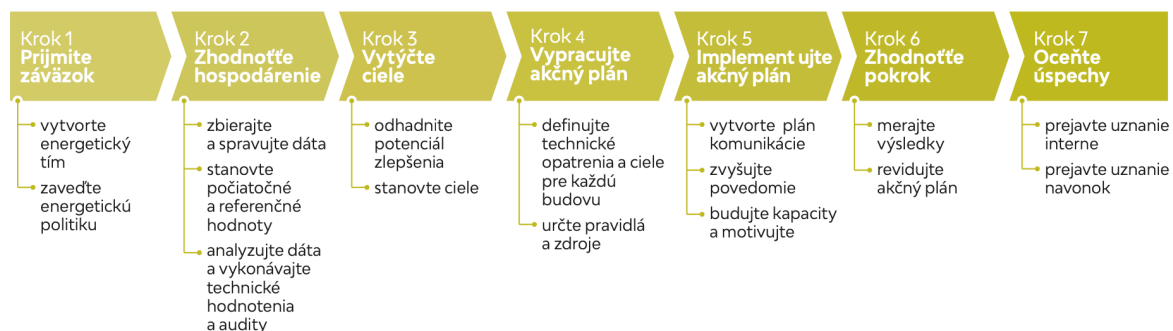 Krok 1
Prijmite
záväzok
vytvorte
energetický
tím
zaveďte
energetickú
politiku
Krok 2
Zhodnoťťe
hospodárenie
zbierajte
a spravujte dáta
stanovte
počiatočné
a referenčné
hodnoty
analyzujte dáta
a vykonávajte
technické
hodnotenia
a audity
Krok 3
Vytýčte
ciele
odhadnite
potenciál
zlepšenia
stanovte ciele
Krok 4
Vypracujte
akčný plán
definujte
technické
opatrenia a ciele
pre každú
budovu
určte pravidlá
a zdroje
Krok 5
Implement ujte
akčný plán
vytvorte plán
komunikácie
zvyšujte
povedomie
budujte kapacity
a motivujte
Krok 6
Zhodnoťťe
pokrok
merajte
výsledky
revidujte
akčný plán
Krok 7
Oceňte
úspechy
prejavte uznanie
interne
prejavte uznanie
navonok